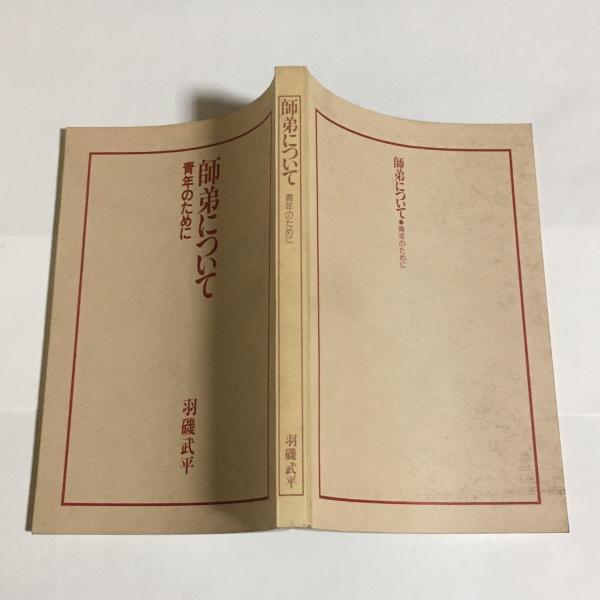 師弟について
青年のために
羽磯武平
師弟について
青年のために
羽磯武平
師弟について●青年のために